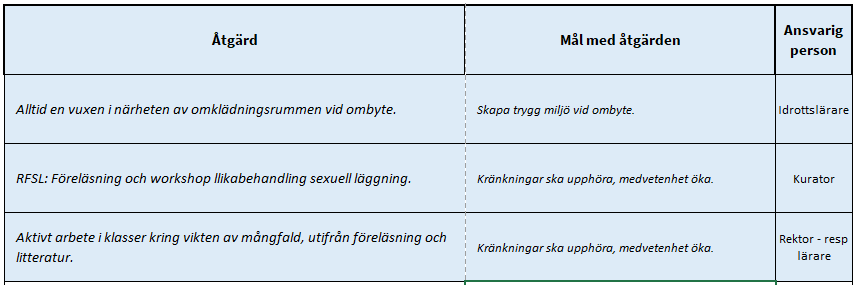 Åtgärd
Mål med åtgärden
Ansvarig
person
Alltid en vuxen i närheten av omklädningsrummen vid ombyte.
Skapa trygg miljö vid ombyte.
Idrottslärare
RFSL: Föreläsning och workshop llikabehandling sexuell läggning.
Kränkningar ska upphöra, medvetenhet öka.
Kurator
Aktivt arbete i klasser kring vikten av mångfald, utifrån föreläsning och
litteratur.
Kränkningar ska upphöra, medvetenhet öka.
Rektor - resp
lärare